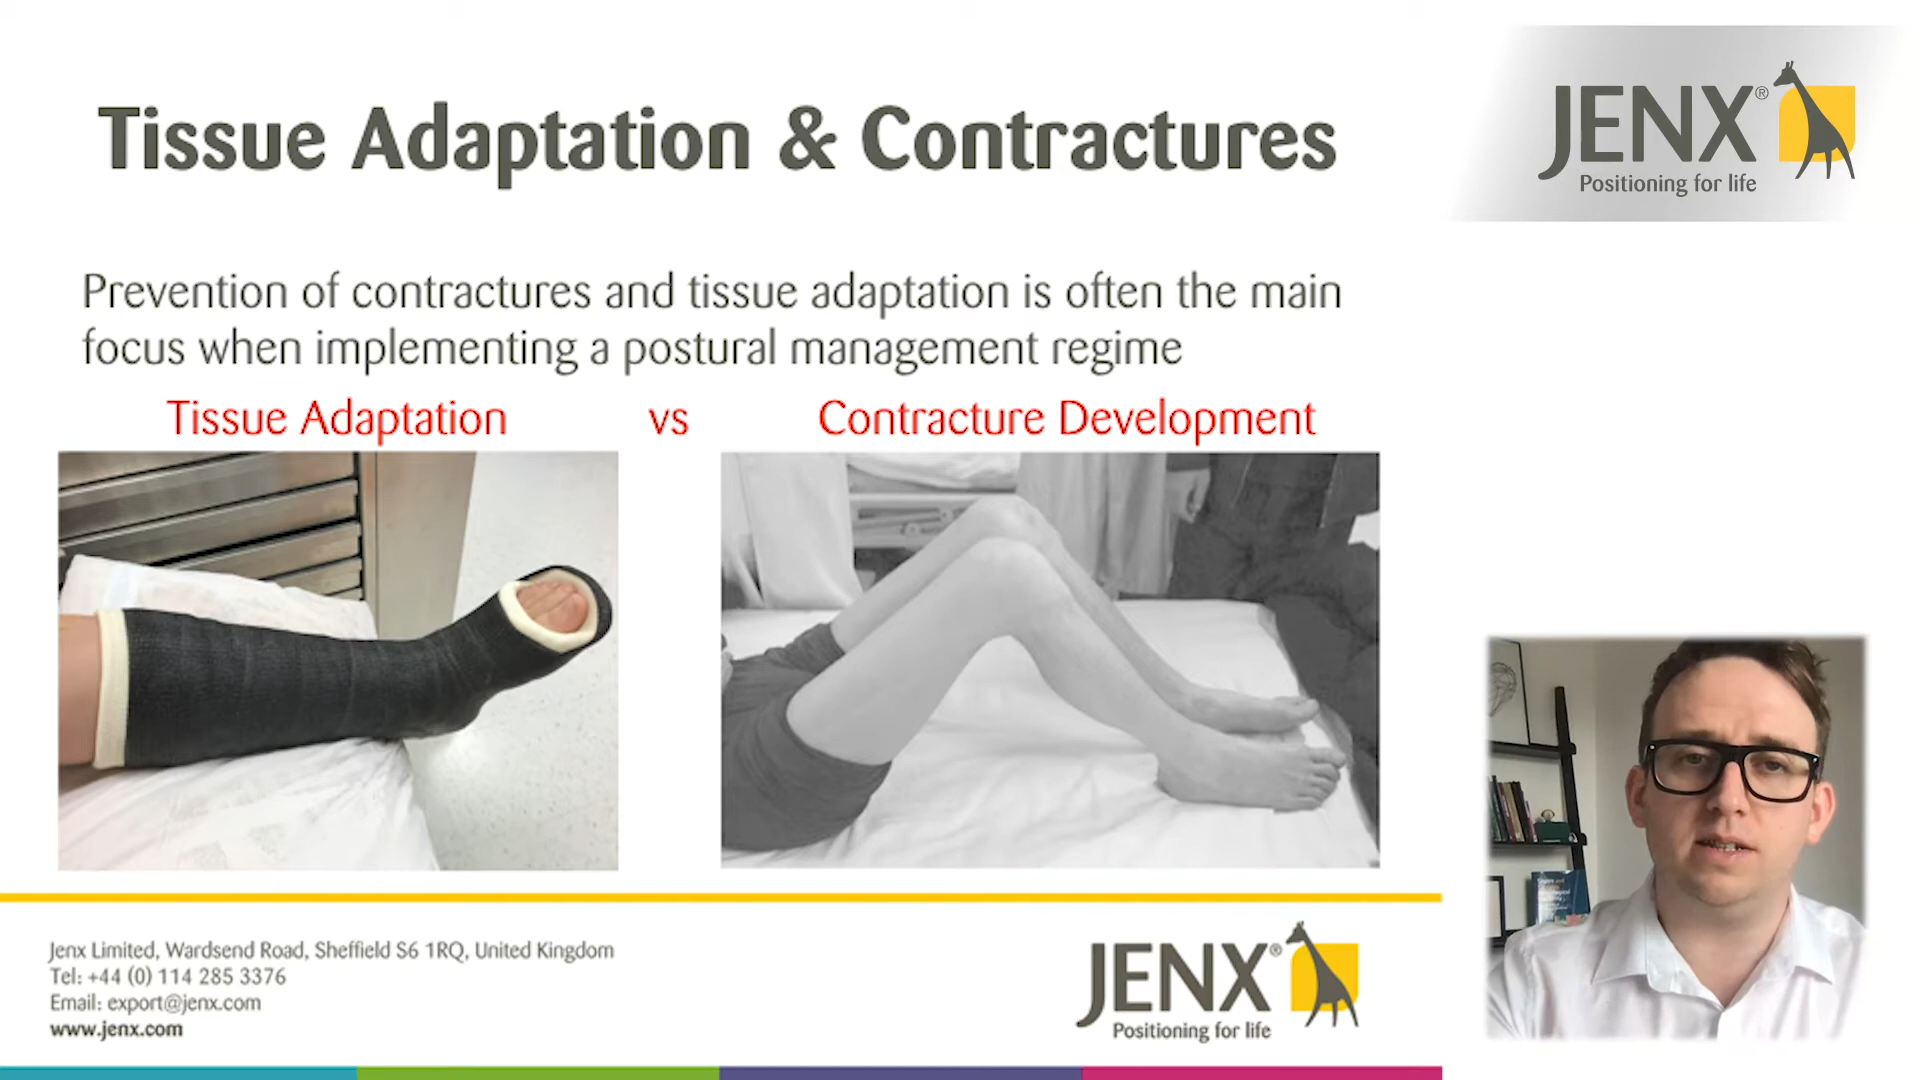 Tissue Adaptation & Contractures
JENX®
Positioning for life
Prevention of contractures and tissue adaptation is often the main
focus when implementing a postural management regime
Tissue Adaptation vs Contracture Development
Jenx Limited, Wardsend Road, Sheffield S6 1RQ, United Kingdom
Tel: +44 (0) 114 285 3376
Email: export@jenx.com
www.jenx.com
JENX®
Positioning for life